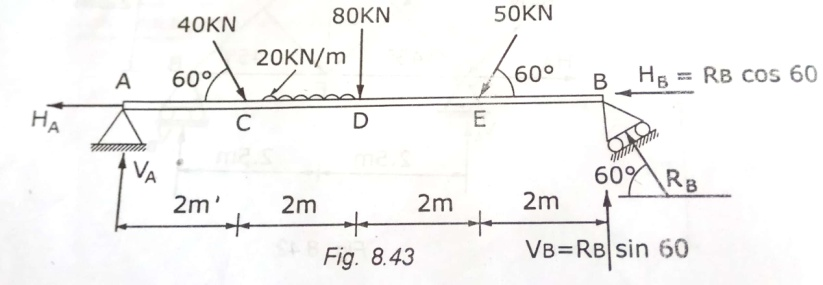 80KN
50KN
40KN
20KN/m
60°
60°
A
B
H_B = RB cos 60
H_A
C
D
E
V_A
60°
R_B
2m'
2m
2m
2m
VB=RB sin 60
Fig. 8.43